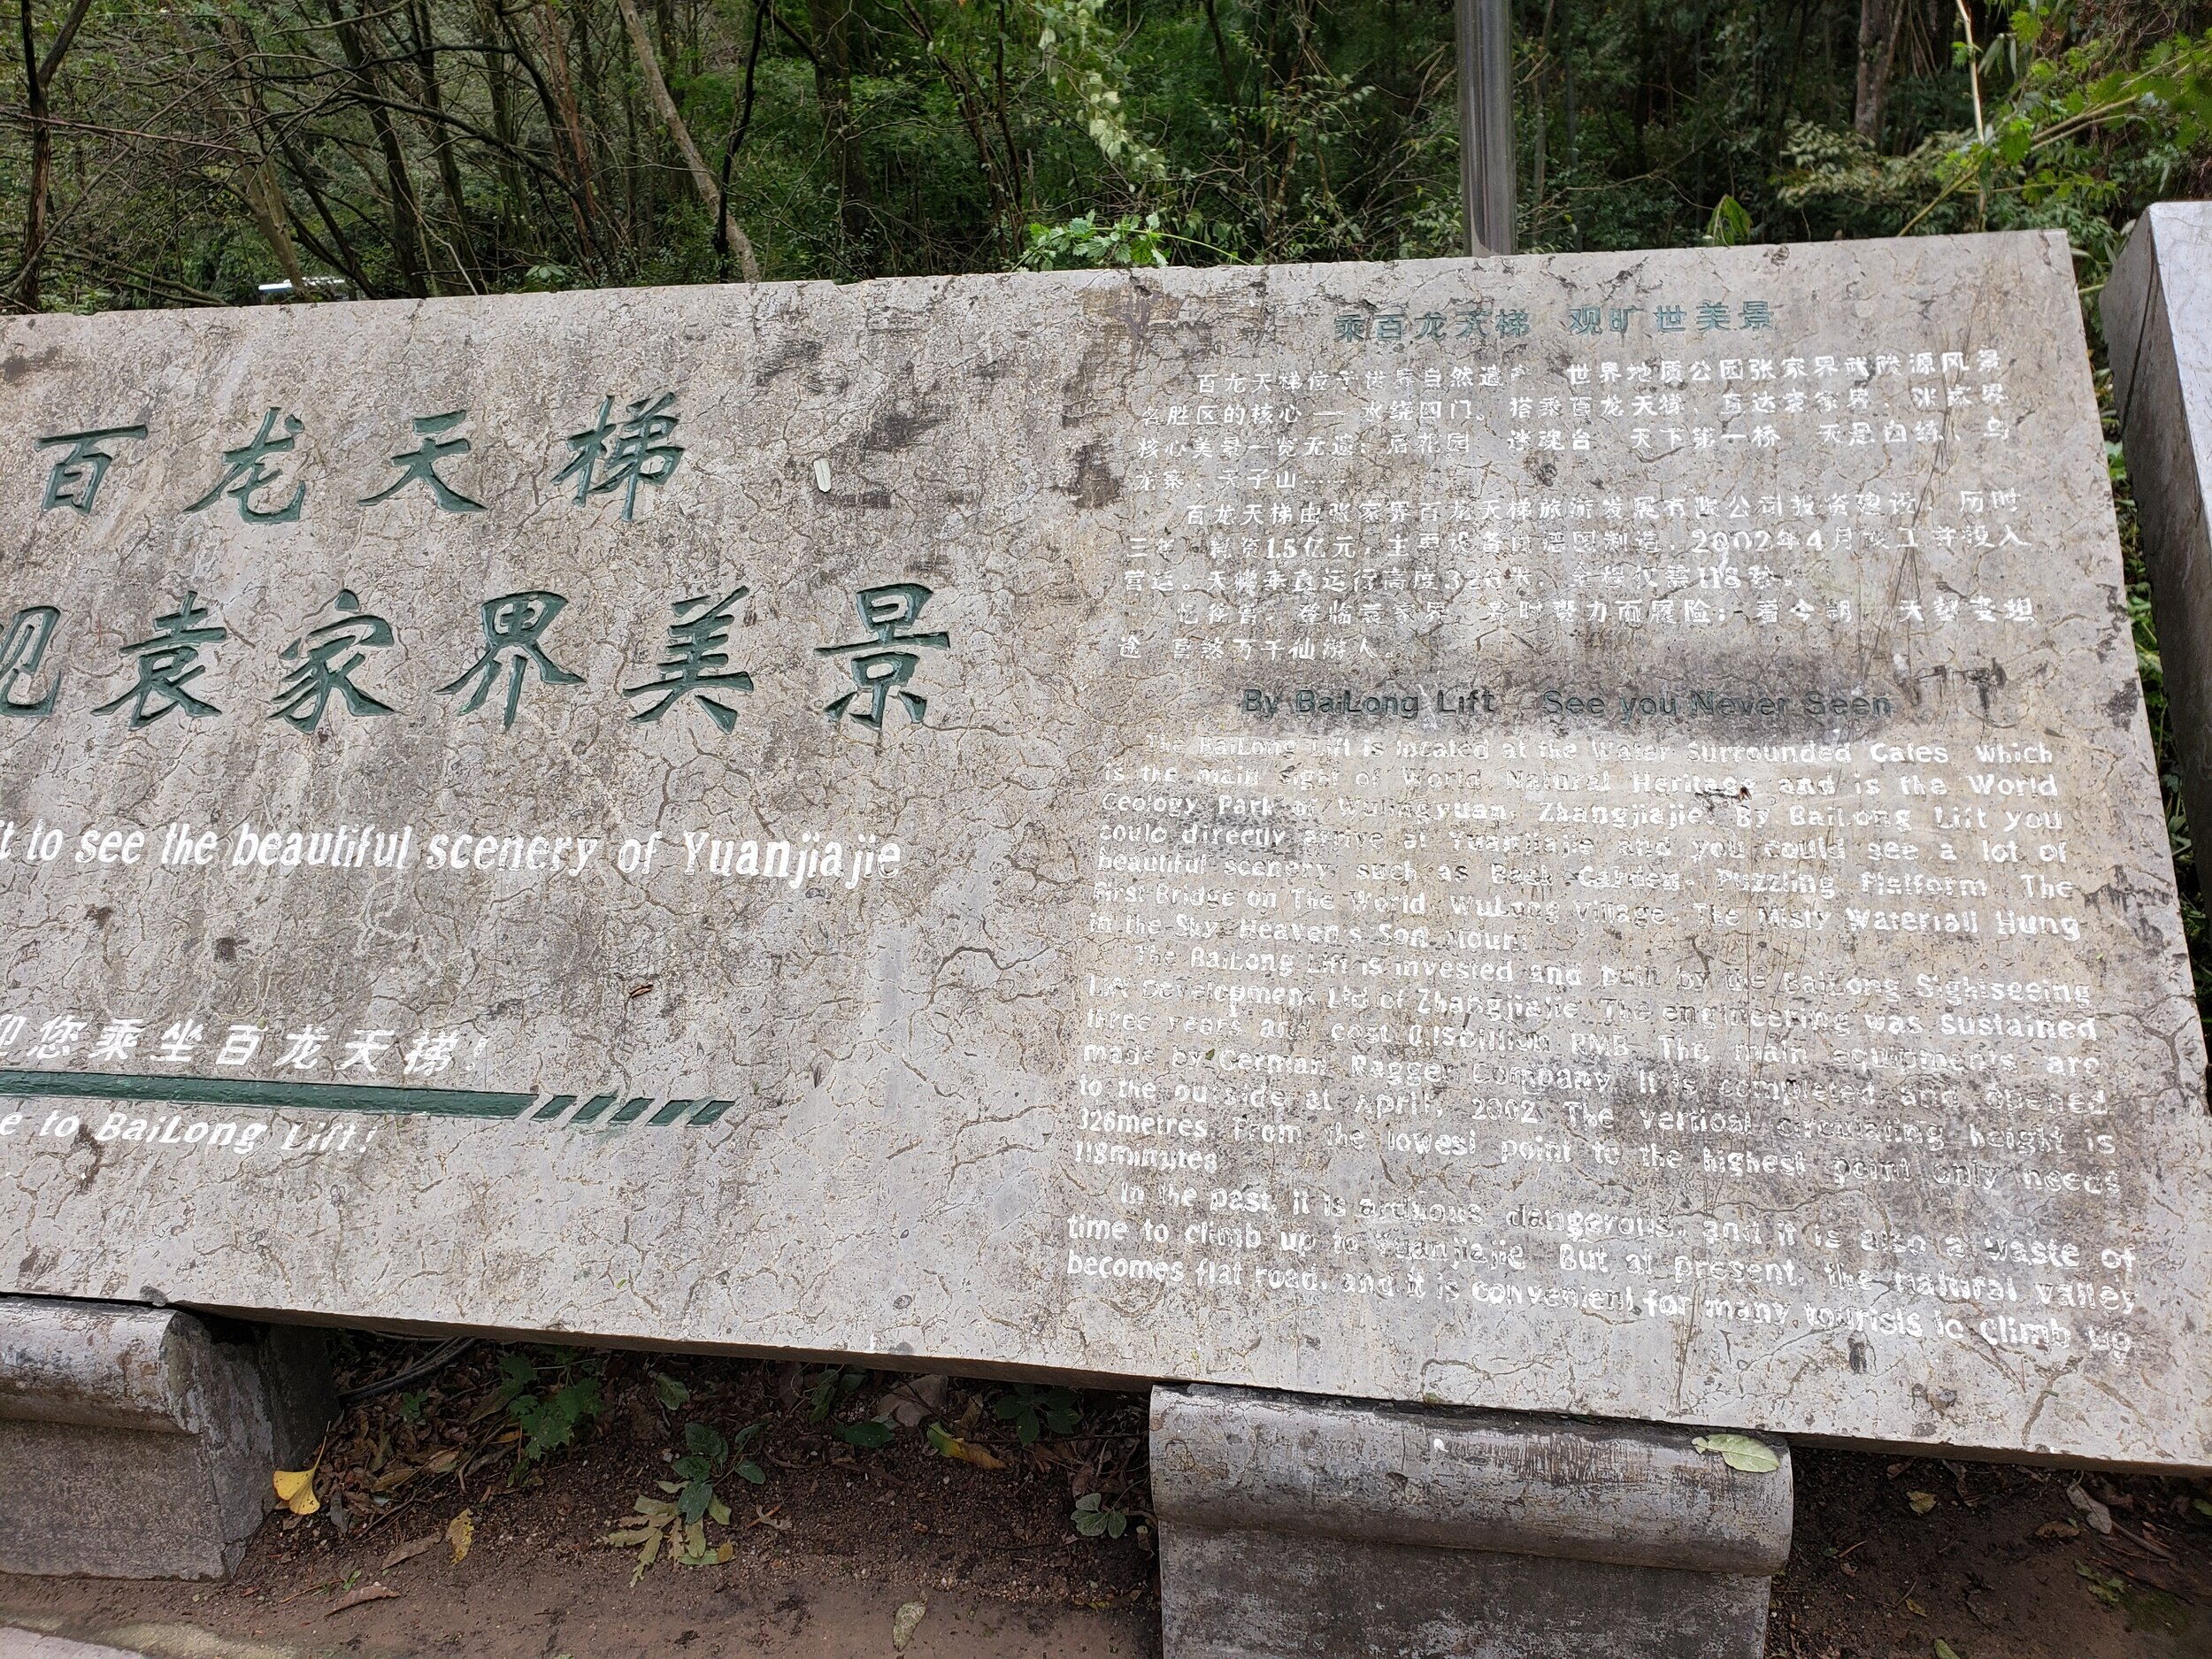 百龙天梯
观袁家界美景
to see the beautiful scenery of Yuanjiajie
迎您乘坐百龙天梯!
to BaiLong Lift!
乘百龙天梯 观旷世美景
百龙天梯位于世界自然遗产 世界地质公园张家界武陵源风景
名胜区的核心——水绕四门。搭乘百龙天梯,直达袁家界,张家界
核心美景一览无遗:后花园 迷魂台 天下第一桥 天悬白练、乌
龙寨、天子山……
百龙天梯由张家界百龙天梯旅游发展有限公司投资建设,历时
三年 耗资1.5亿元,主要设备由德国制造,2002年4月竣工并投入
营运。天梯垂直运行高度326米,全程仅需118秒。
忆往昔,登临袁家界 费时费力而履险;看今朝 天堑变坦
途 喜煞万千仙游人。
By BaiLong Lift See you Never Seen
The BaiLong Lift is located at the Water Surrounded Gates which
is the main sight of World Natural Heritage and is the World
Geology Park of Wulingyuan, Zhangjiajie. By BaiLong Lift you
could directly arrive at Yuanjiajie and you could see a lot of
beautiful scenery, such as Back Garden, Puzzling Platform The
First Bridge on The World, WuLong Village, The Misty Waterfall Hung
in the Sky Heaven's Son Mount
The BaiLong Lift is invested and built by the BaiLong Sightseeing
Lift Development Ltd of Zhangjiajie. The engineering was sustained
three years and cost 0.15billion RMB. The main equipments are
made by German Ragger Company. It is completed and opened
to the outside at April, 2002. The vertical circulating height is
326metres. From the lowest point to the highest point only needs
118minutes
In the past, it is arduous dangerous, and it is also a waste of
time to climb up to Yuanjiajie But at present, the natural valley
becomes flat road, and it is convenient for many tourists to climb up